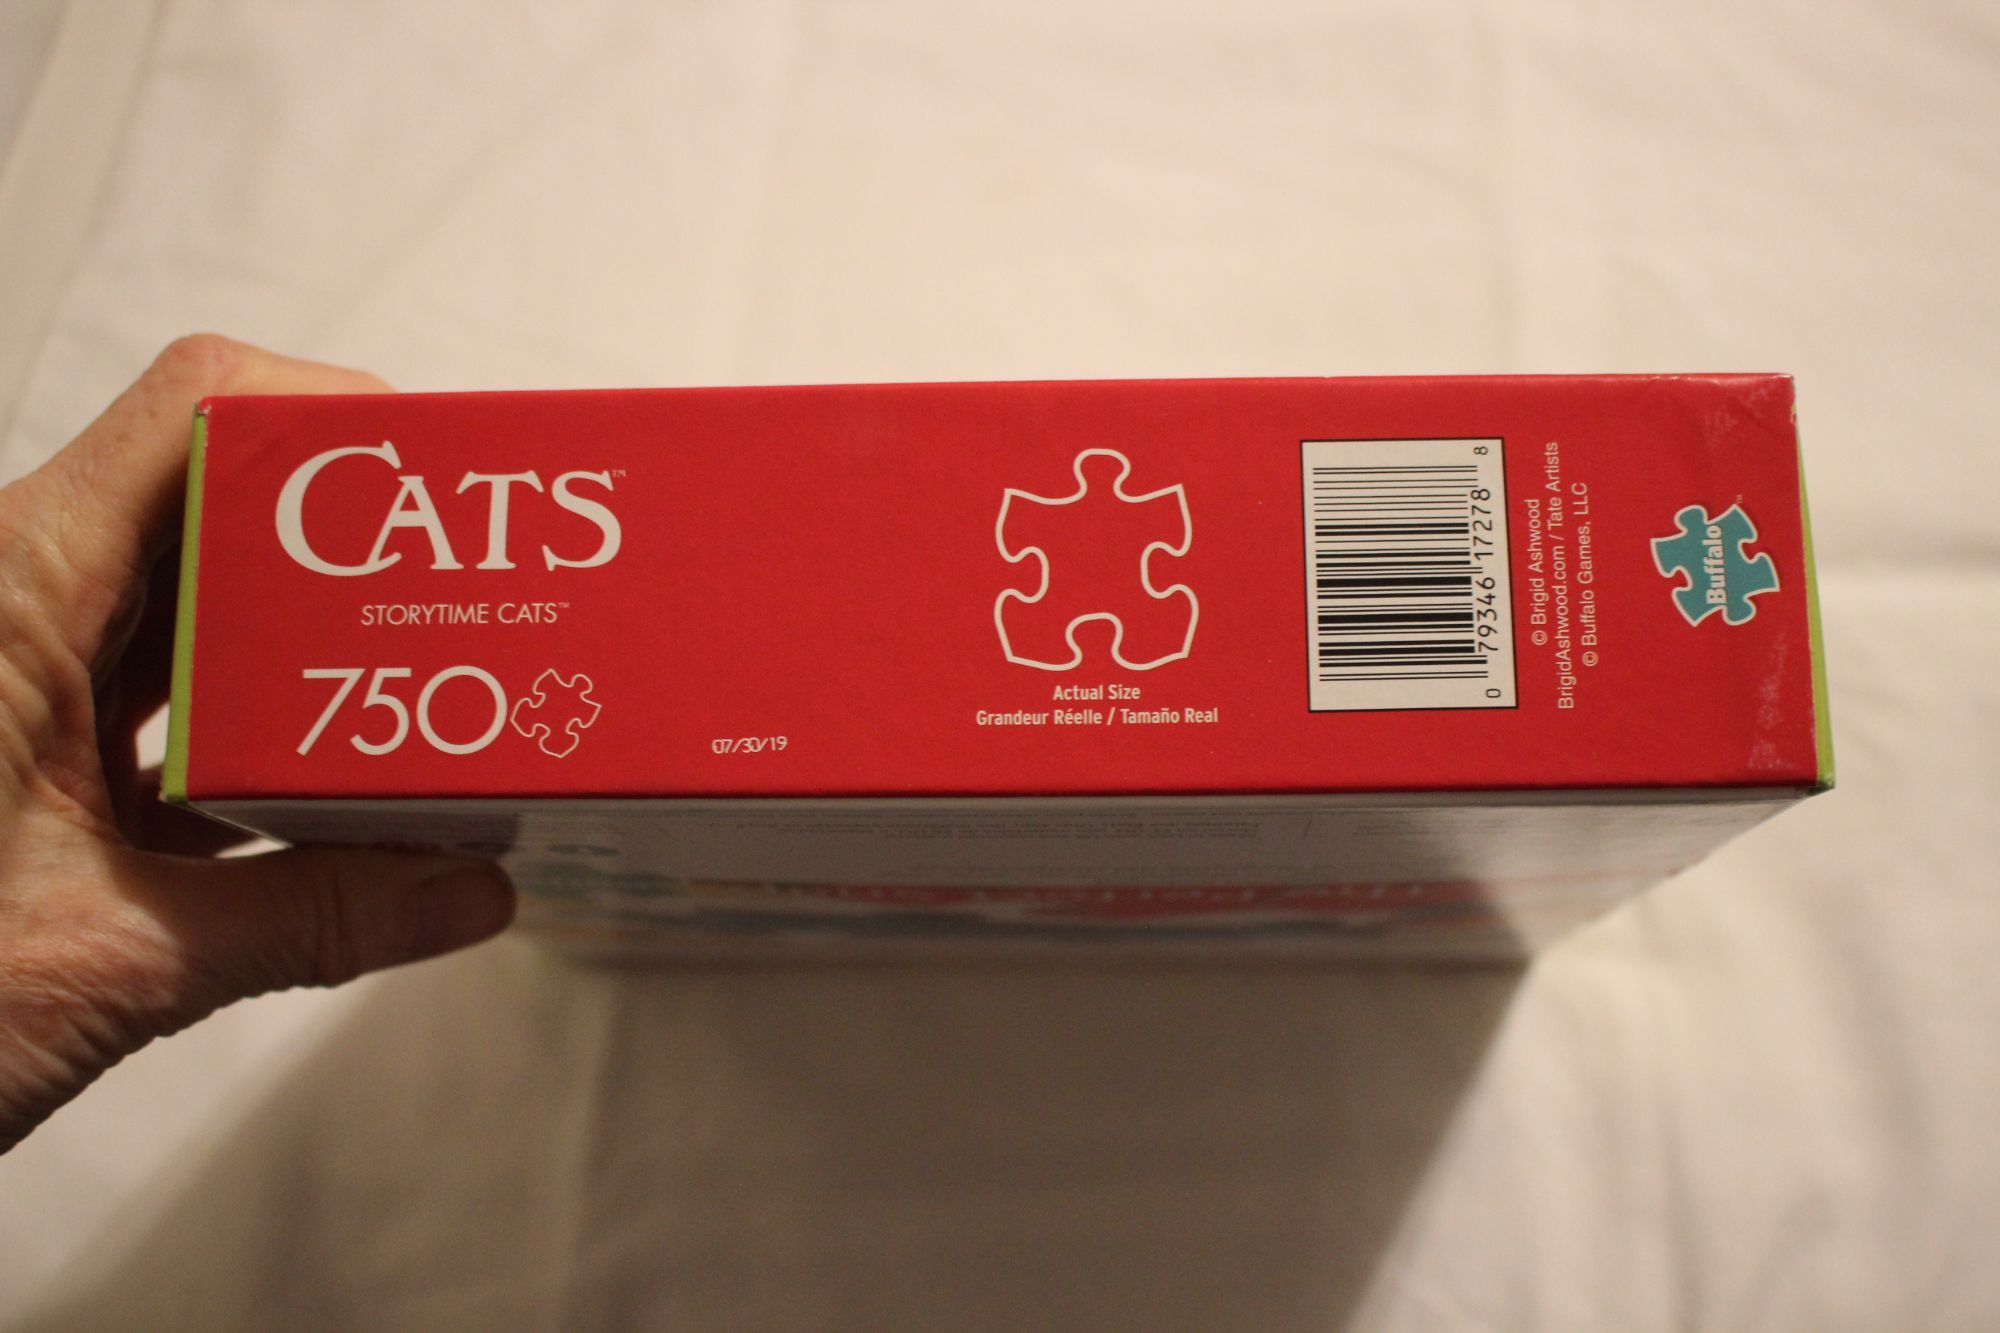 CATS™
STORYTIME CATS™
750
07/30/19
Actual Size
Grandeur Réelle / Tamaño Real
0 79346 17278 8
© Brigid Ashwood
BrigidAshwood.com / Tate Artists
© Buffalo Games, LLC
Buffalo™